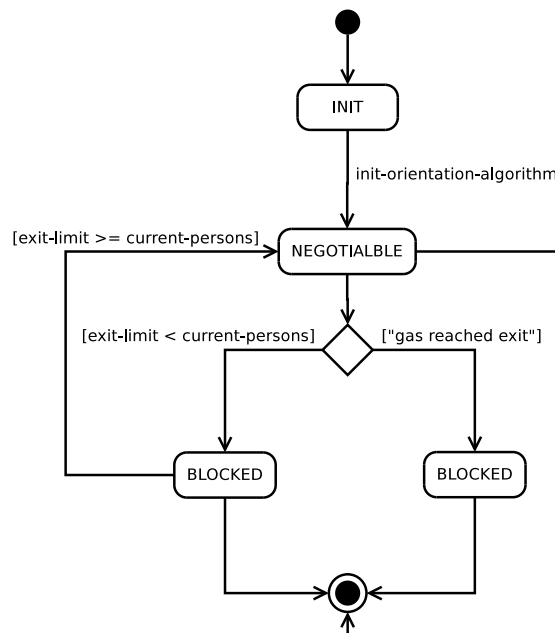 INIT
init-orientation-algorithm
[exit-limit >= current-persons]
NEGOTIALBLE
[exit-limit < current-persons]
["gas reached exit"]
BLOCKED
BLOCKED